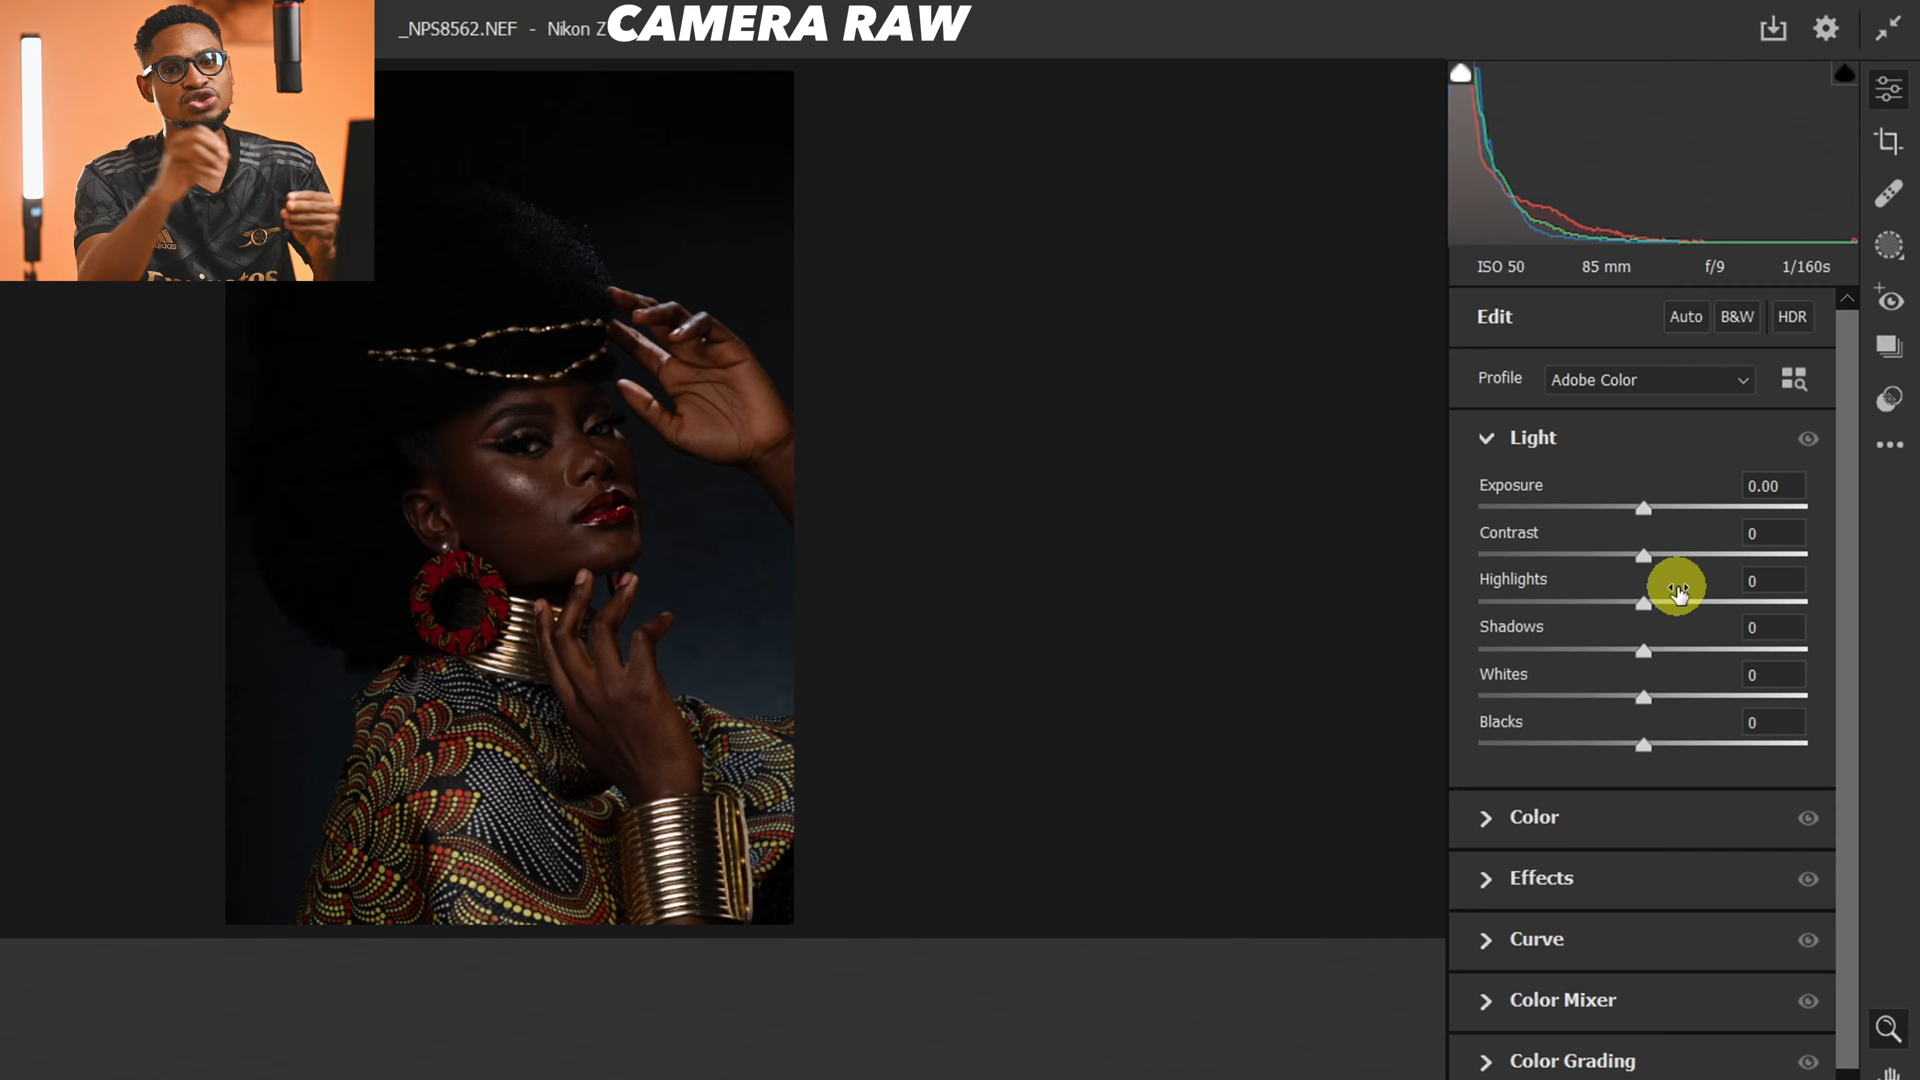 _NPS8562.NEF - Nikon Z
CAMERA RAW
adidas
Emirates
ISO 50 85 mm f/9 1/160s
Edit Auto B&W HDR
Profile Adobe Color
Light
Exposure 0.00
Contrast 0
Highlights 0
Shadows 0
Whites 0
Blacks 0
Color
Effects
Curve
Color Mixer
Color Grading